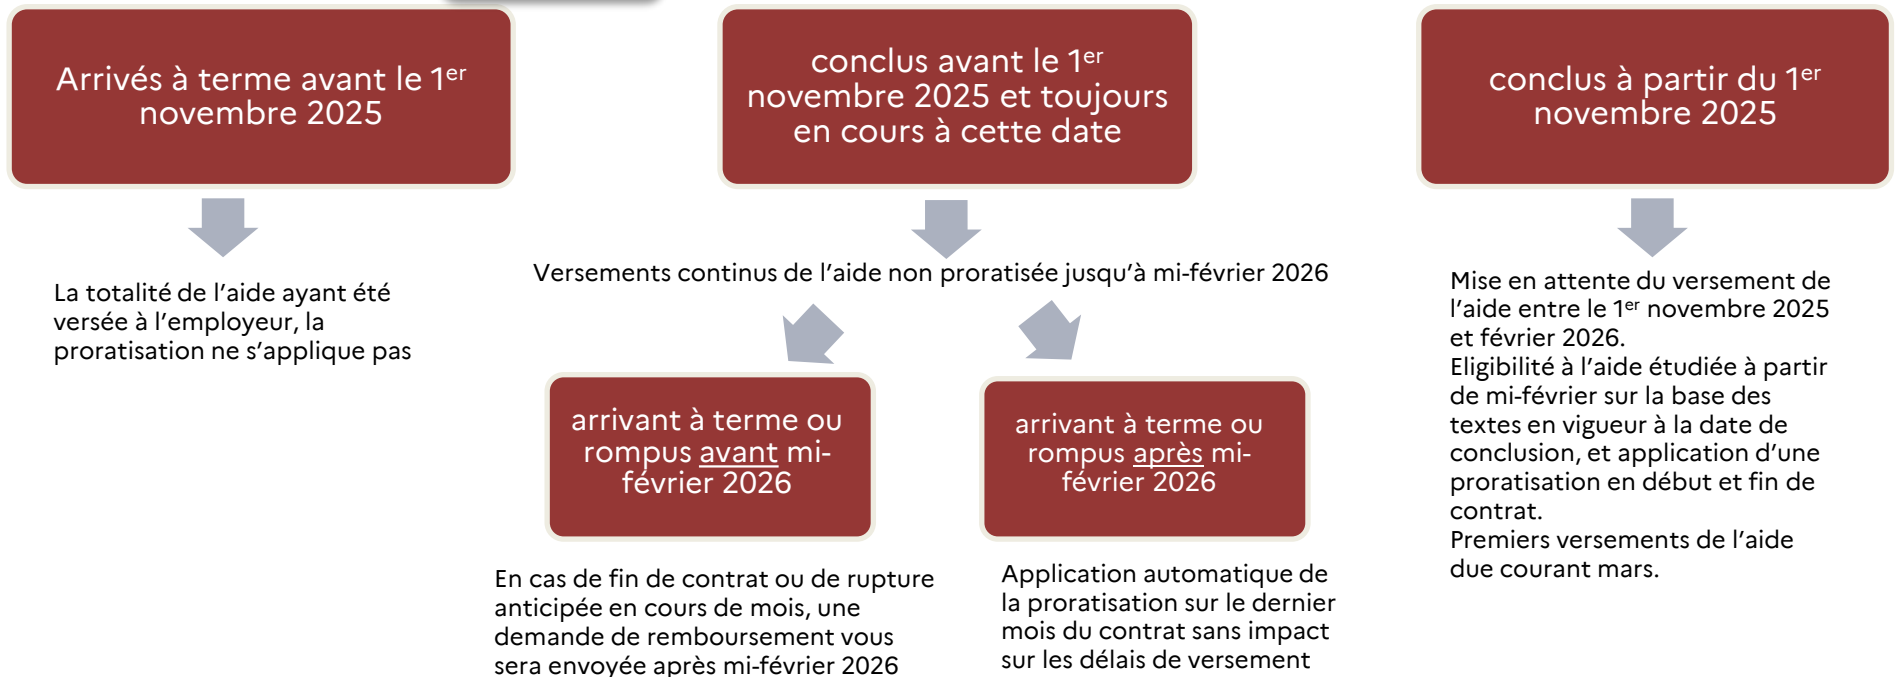 Arrivés à terme avant le 1er
novembre 2025
La totalité de l'aide ayant été
versée à l'employeur, la
proratisation ne s'applique pas
conclus avant le 1er
novembre 2025 et toujours
en cours à cette date
Versements continus de l'aide non proratisée jusqu'à mi-février 2026
arrivant à terme ou
rompus avant mi-
février 2026
En cas de fin de contrat ou de rupture
anticipée en cours de mois, une
demande de remboursement vous
sera envoyée après mi-février 2026
arrivant à terme ou
rompus après mi-
février 2026
Application automatique de
la proratisation sur le dernier
mois du contrat sans impact
sur les délais de versement
conclus à partir du 1er
novembre 2025
Mise en attente du versement de
l'aide entre le 1er novembre 2025
et février 2026.
Eligibilité à l'aide étudiée à partir
de mi-février sur la base des
textes en vigueur à la date de
conclusion, et application d'une
proratisation en début et fin de
contrat.
Premiers versements de l'aide
due courant mars.